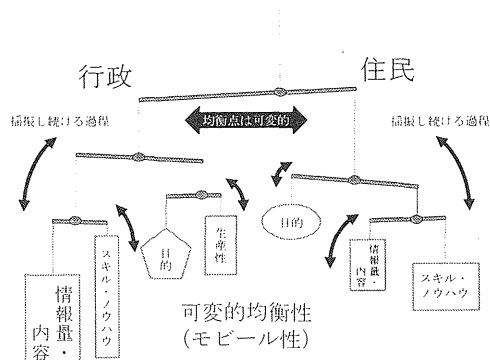 行政
住民
揺振し続ける過程
均衡点は可変的
揺振し続ける過程
目的
生産性
目的
情報量・
内容
スキル・
ノウハウ
スキル・ノウハウ
情報量・
内容
可変的均衡性
(モビール性)